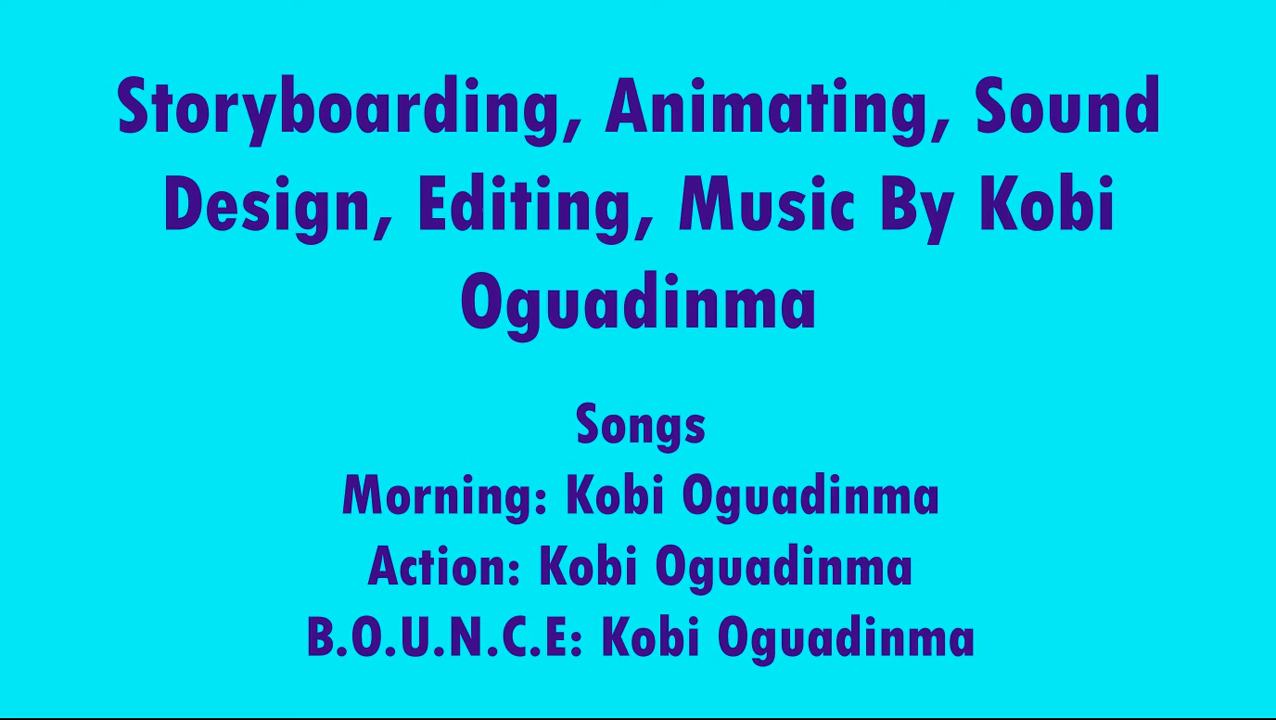 Storyboarding, Animating, Sound
Design, Editing, Music By Kobi
Oguadinma
Songs
Morning: Kobi Oguadinma
Action: Kobi Oguadinma
B.O.U.N.C.E: Kobi Oguadinma